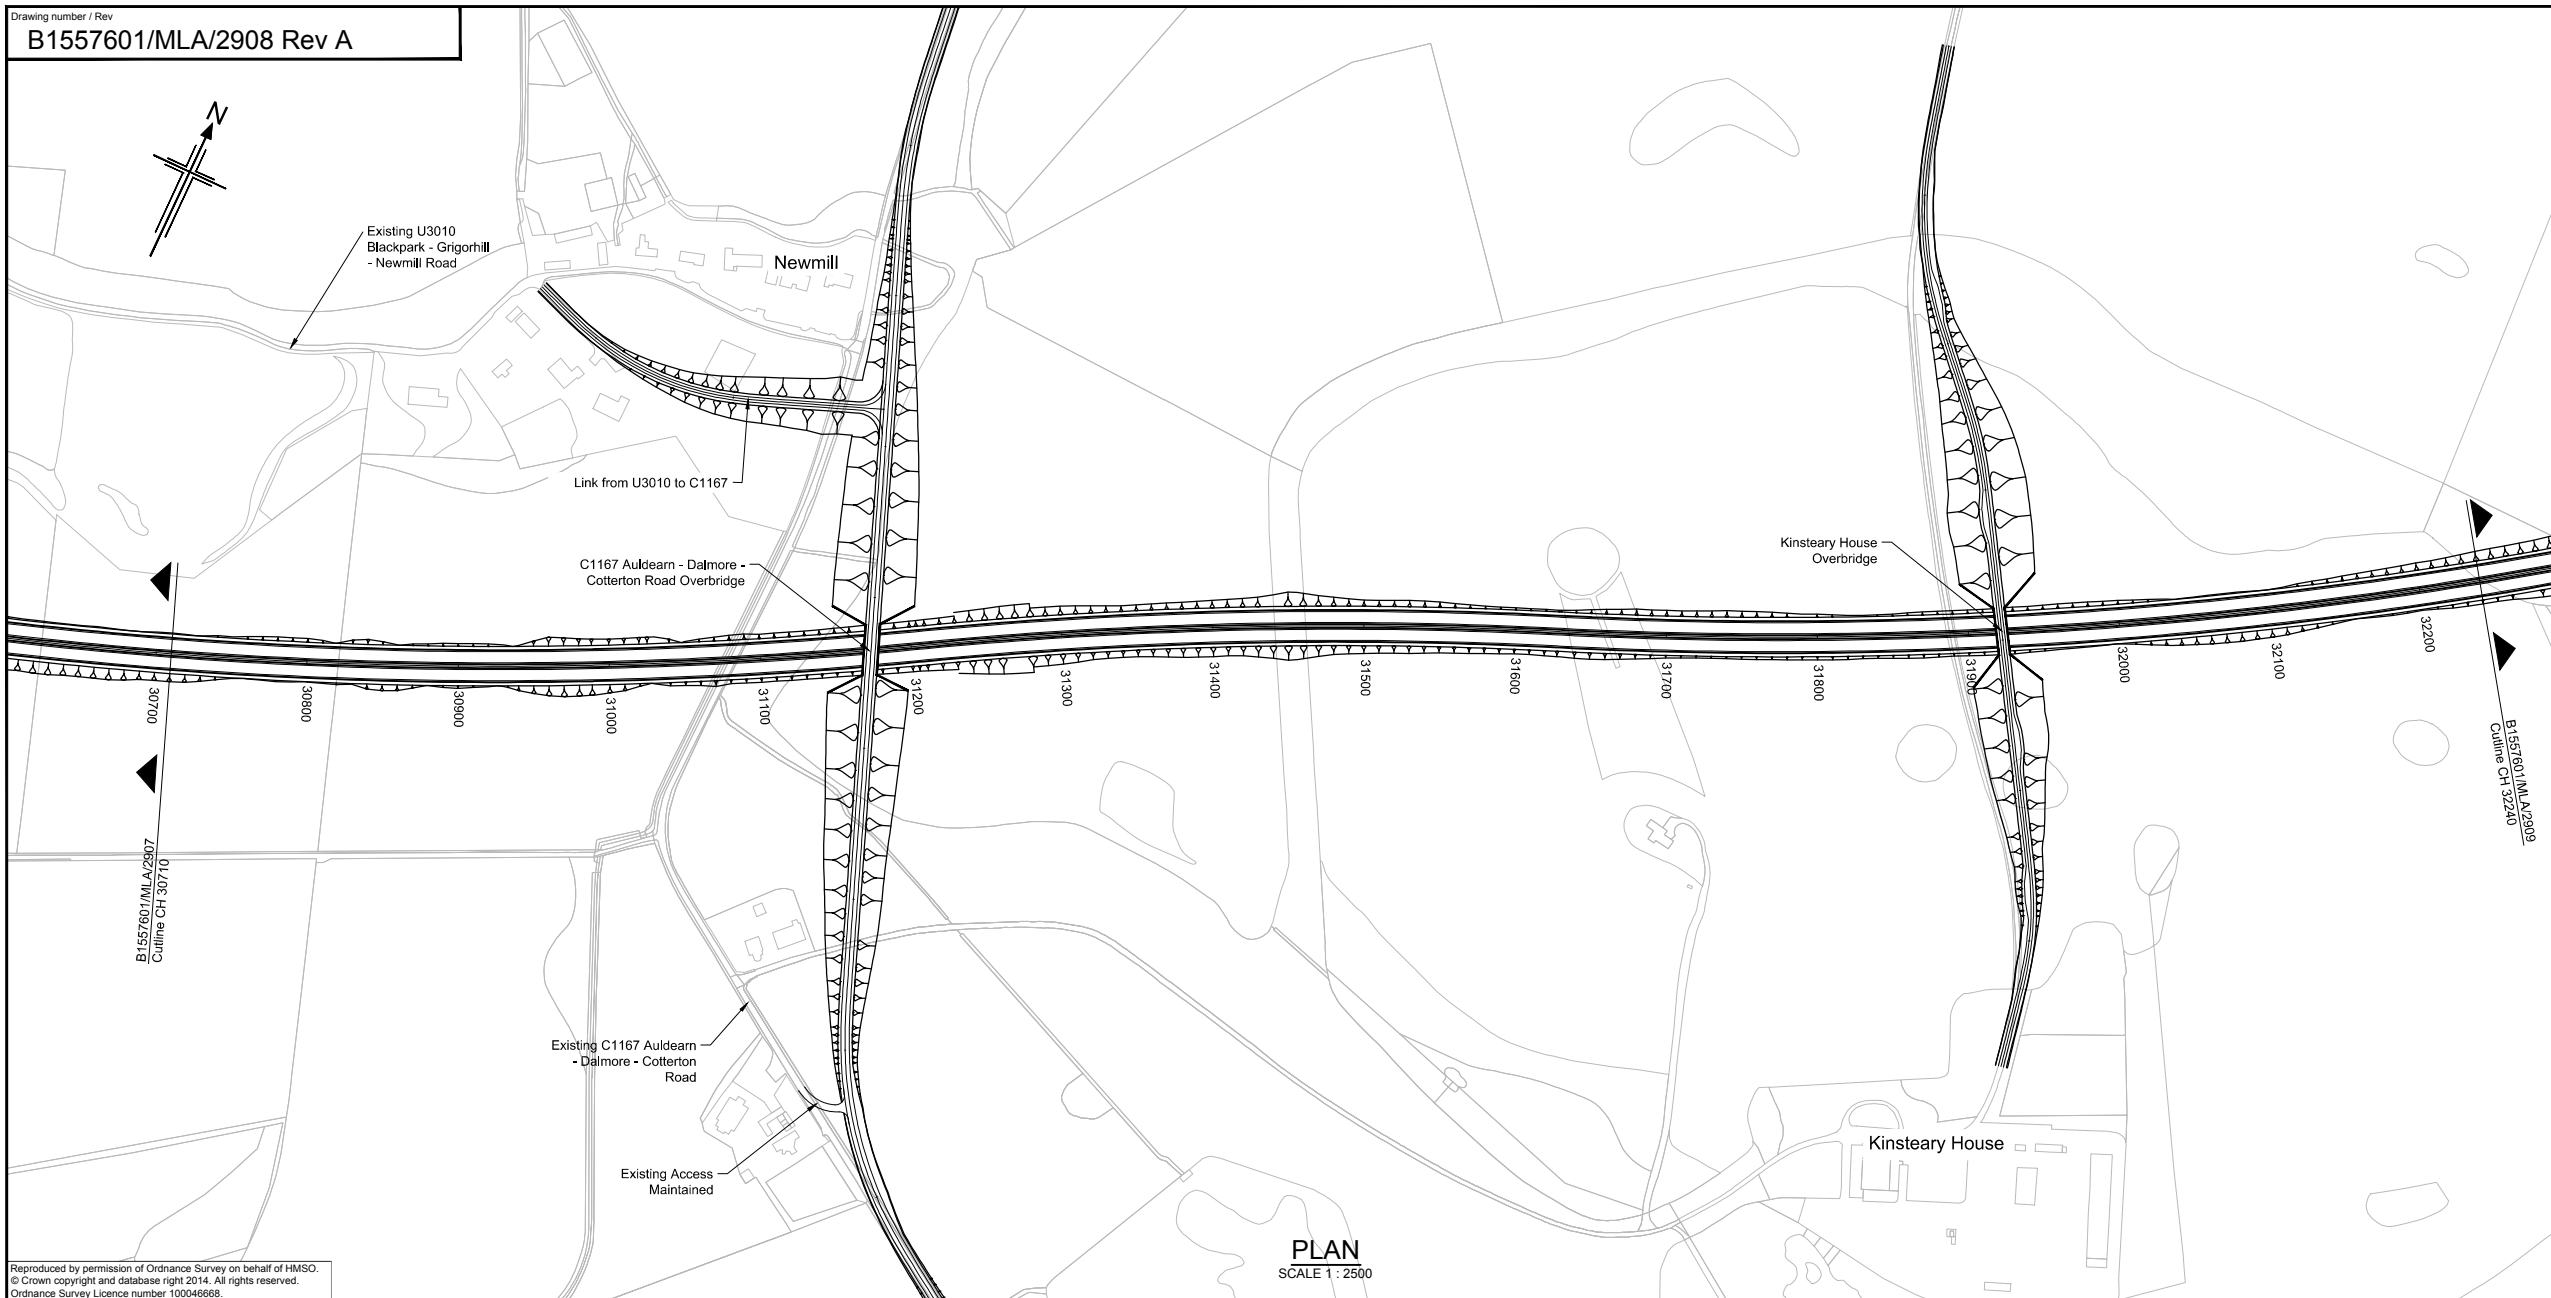 Drawing number / Rev
B1557601/MLA/2908 Rev A
N
Existing U3010
Blackpark - Grigorhill
- Newmill Road
Newmill
Link from U3010 to C1167
C1167 Auldearn - Dalmore -
Cotterton Road Overbridge
Kinsteary House
Overbridge
30700
30800
30900
31000
31100
31200
31300
31400
31500
31600
31700
31800
31900
32000
32100
32200
B1557601/MLA/2907
Cutline CH 30710
B1557601/MLA/2909
Cutline CH 32240
Existing C1167 Auldearn
- Dalmore - Cotterton
Road
Existing Access
Maintained
Kinsteary House
PLAN
SCALE 1 : 2500
Reproduced by permission of Ordnance Survey on behalf of HMSO.
© Crown copyright and database right 2014. All rights reserved.
Ordnance Survey Licence number 100046668.